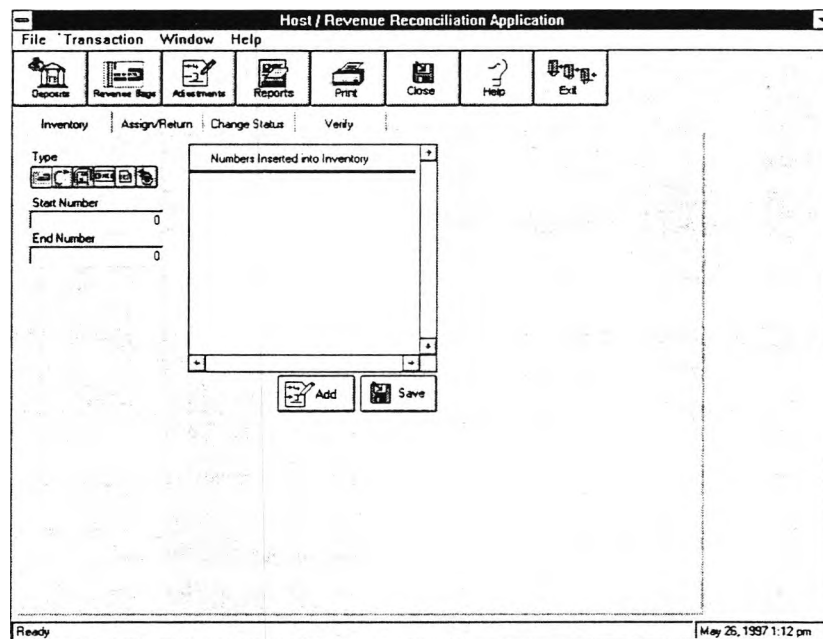 Host / Revenue Reconciliation Application
File Transaction Window Help
Deposits Revenue Bags Adjustments Reports Print Close Help Exit
Inventory Assign/Return Change Status Verify
Type
Numbers Inserted into Inventory
Start Number
0
End Number
0
Add Save
Ready May 26, 1997 1:12 pm